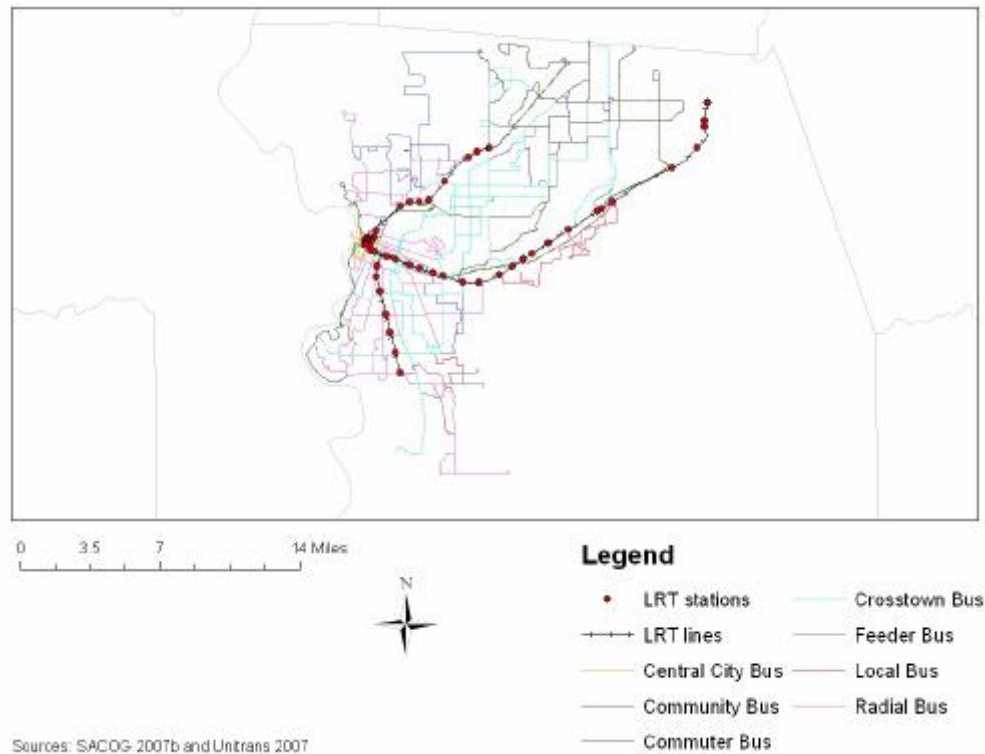 0 3.5 7 14 Miles
N
Legend
LRT stations
LRT lines
Central City Bus
Community Bus
Commuter Bus
Crosstown Bus
Feeder Bus
Local Bus
Radial Bus
Sources: SACOG 2007b and Unitrans 2007